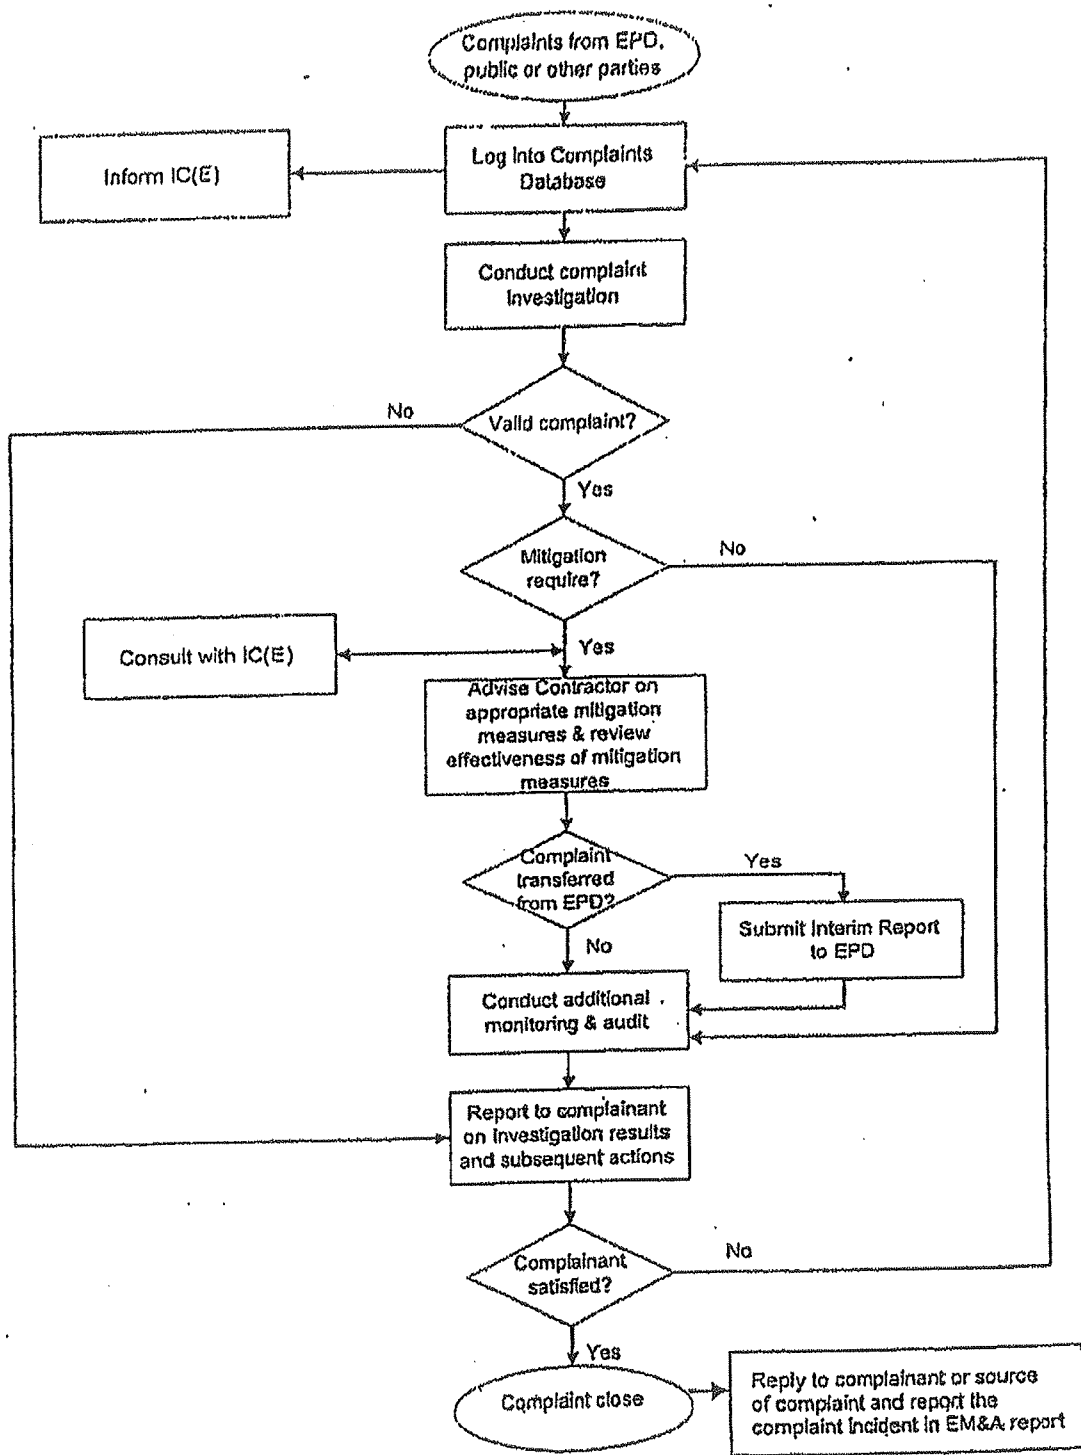 Complaints from EPD,
public or other parties
Log into Complaints
Database
Inform IC(E)
Conduct complaint
Investigation
Valid complaint?
No
Yes
Mitigation
require?
No
Yes
Consult with IC(E)
Advise Contractor on
appropriate mitigation
measures & review
effectiveness of mitigation
measures
Complaint
transferred
from EPD?
Yes
Submit Interim Report
to EPD
No
Conduct additional
monitoring & audit
Report to complainant
on investigation results
and subsequent actions
Complainant
satisfied?
No
Yes
Complaint close
Reply to complainant or source
of complaint and report the
complaint incident in EM&A report